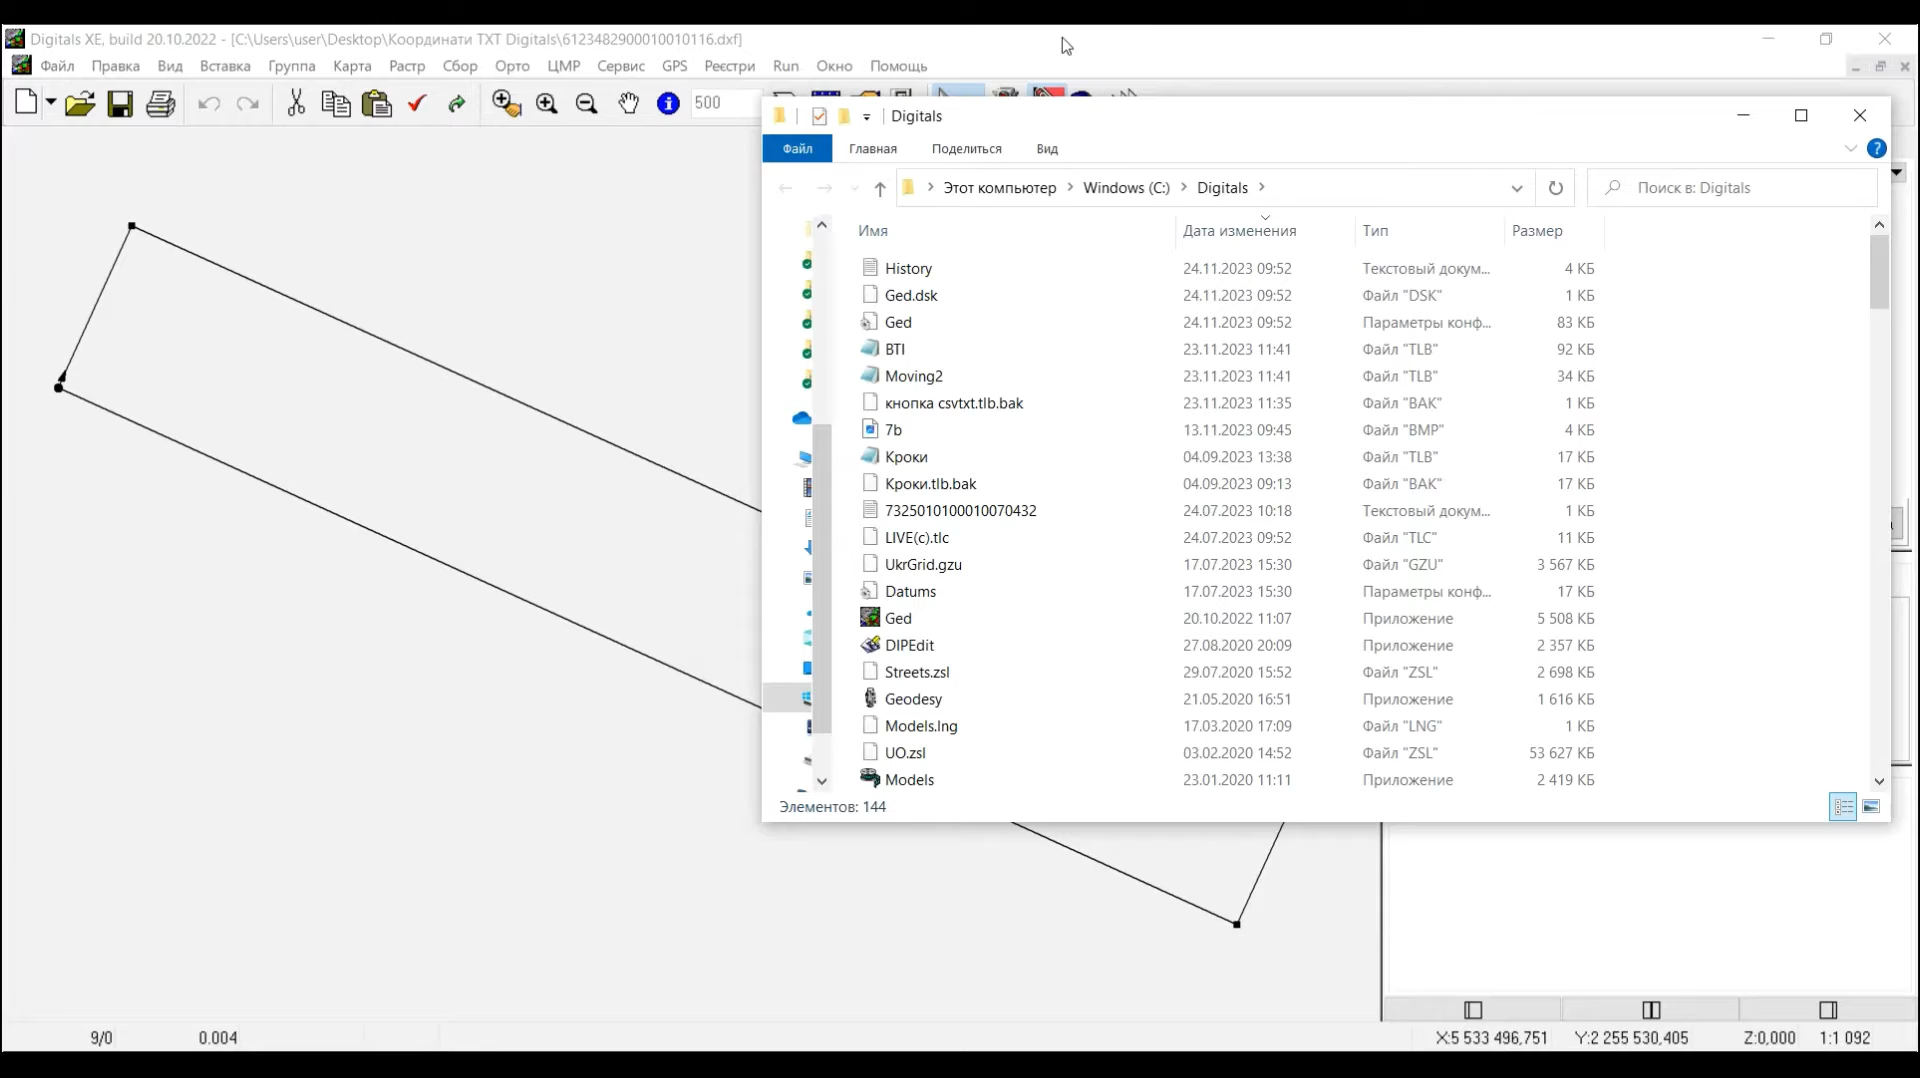 Digitals XE, build 20.10.2022 - [C:\Users\user\Desktop\Координати TXT Digitals\6123482900010010116.dxf]
Файл Правка Вид Вставка Группа Карта Растр Сбор Орто ЦМР Сервис GPS Реєстри Run Окно Помощь
500
Digitals
Файл Главная Поделиться Вид
Этот компьютер Windows (C:) Digitals
Поиск в: Digitals
Имя Дата изменения Тип Размер
History 24.11.2023 09:52 Текстовый докум... 4 КБ
Ged.dsk 24.11.2023 09:52 Файл "DSK" 1 КБ
Ged 24.11.2023 09:52 Параметры конф... 83 КБ
BTI 23.11.2023 11:41 Файл "TLB" 92 КБ
Moving2 23.11.2023 11:41 Файл "TLB" 34 КБ
кнопка csvtxt.tlb.bak 23.11.2023 11:35 Файл "BAK" 1 КБ
7b 13.11.2023 09:45 Файл "BMP" 4 КБ
Кроки 04.09.2023 13:38 Файл "TLB" 17 КБ
Кроки.tlb.bak 04.09.2023 09:13 Файл "BAK" 17 КБ
7325010100010070432 24.07.2023 10:18 Текстовый докум... 1 КБ
LIVE(c).tlc 24.07.2023 09:52 Файл "TLC" 11 КБ
UkrGrid.gzu 17.07.2023 15:30 Файл "GZU" 3 567 КБ
Datums 17.07.2023 15:30 Параметры конф... 17 КБ
Ged 20.10.2022 11:07 Приложение 5 508 КБ
DIPEdit 27.08.2020 20:09 Приложение 2 357 КБ
Streets.zsl 29.07.2020 15:52 Файл "ZSL" 2 698 КБ
Geodesy 21.05.2020 16:51 Приложение 1 616 КБ
Models.lng 17.03.2020 17:09 Файл "LNG" 1 КБ
UO.zsl 03.02.2020 14:52 Файл "ZSL" 53 627 КБ
Models 23.01.2020 11:11 Приложение 2 419 КБ
Элементов: 144
9/0 0.004 X:5 533 496,751 Y:2 255 530,405 Z:0,000 1:1 092